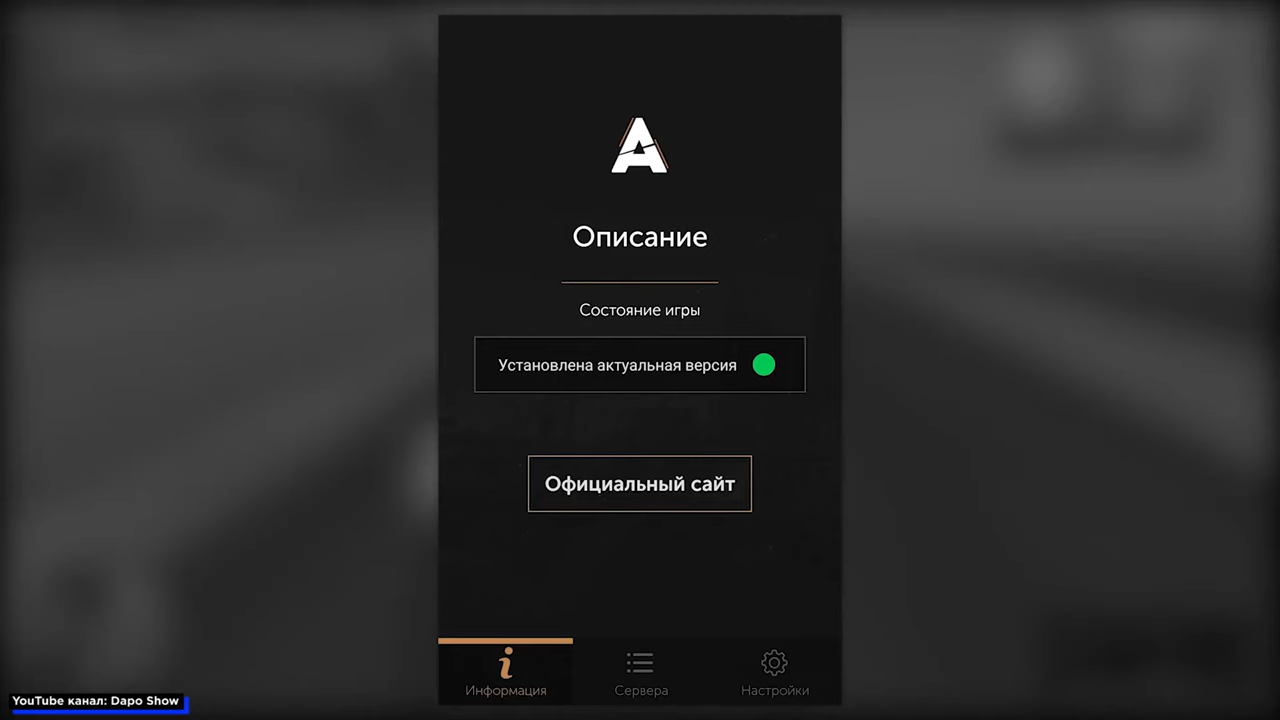 A
Описание
Состояние игры
Установлена актуальная версия
Официальный сайт
Информация
Сервера
Настройки
YouTube канал: Dapo Show